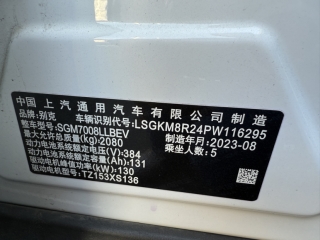 中国 上汽通用汽车有限公司
品牌:别克 车辆识别代号:LSGKM8R24PW116295
整车型号:SGM7008LLBEV 制造年月:2023-08
最大允许总质量(kg):2080 乘坐人数:5
动力电池系统额定电压(V):384
动力电池系统额定容量(Ah):131
驱动电机峰值功率(kW):130
驱动电机型号:TZ153XS136